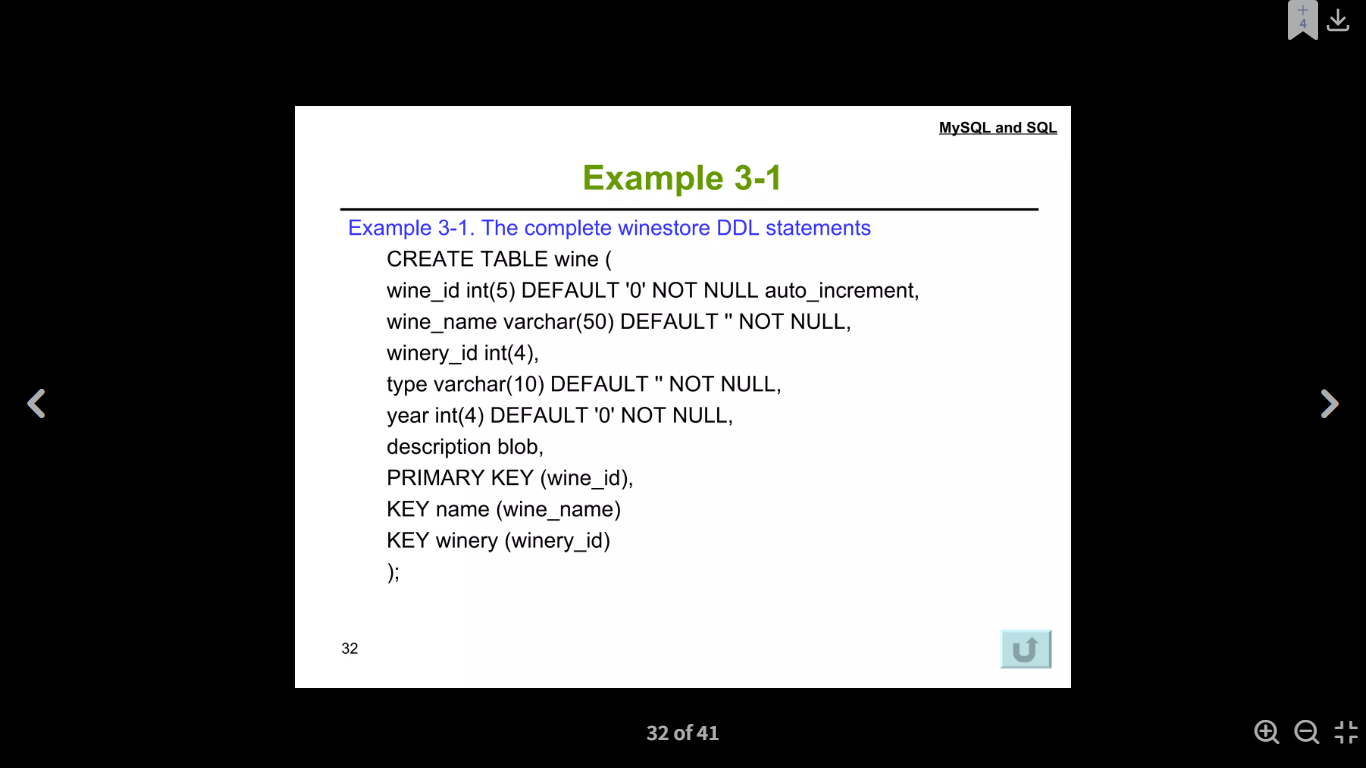 +
4
MySQL and SQL
Example 3-1
Example 3-1. The complete winestore DDL statements
CREATE TABLE wine (
wine_id int(5) DEFAULT '0' NOT NULL auto_increment,
wine_name varchar(50) DEFAULT '' NOT NULL,
winery_id int(4),
type varchar(10) DEFAULT '' NOT NULL,
year int(4) DEFAULT '0' NOT NULL,
description blob,
PRIMARY KEY (wine_id),
KEY name (wine_name)
KEY winery (winery_id)
);
32
32 of 41